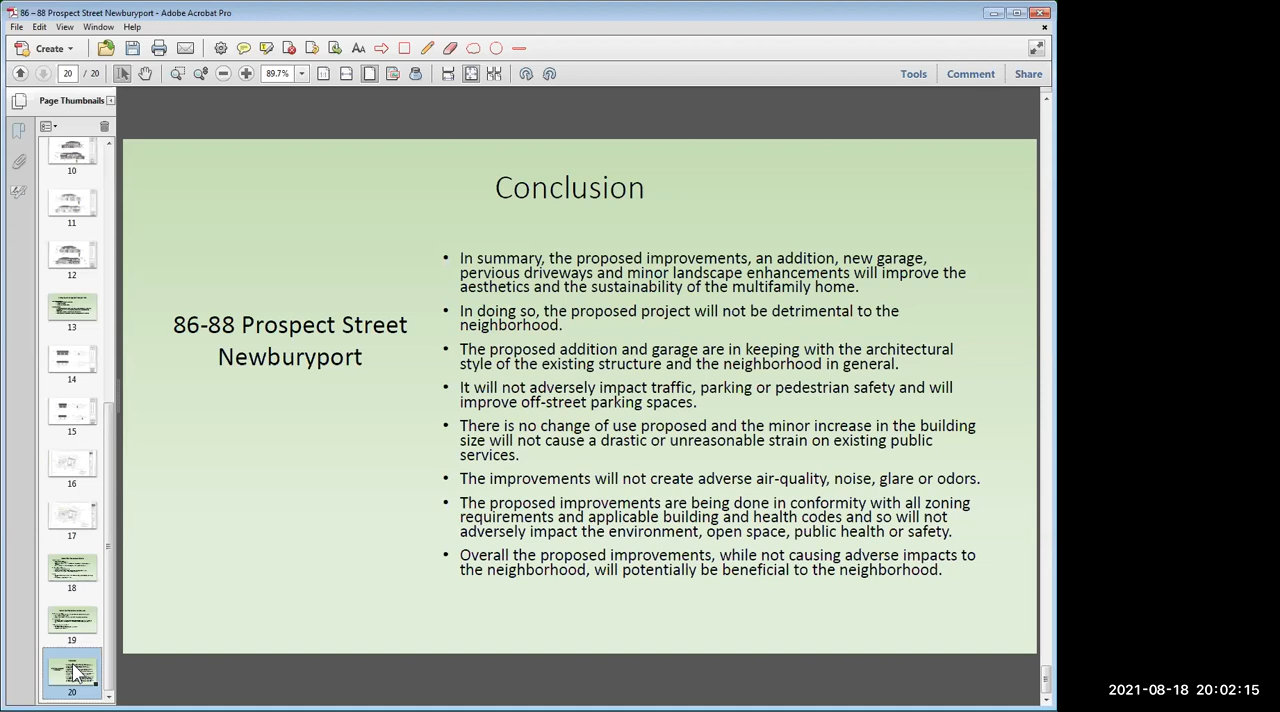 86 – 88 Prospect Street Newburyport - Adobe Acrobat Pro
File Edit View Window Help
Create
20 / 20
89.7%
Tools Comment Share
Page Thumbnails
10
11
12
13
14
15
16
17
18
19
20
Conclusion
86-88 Prospect Street
Newburyport
• In summary, the proposed improvements, an addition, new garage,
pervious driveways and minor landscape enhancements will improve the
aesthetics and the sustainability of the multifamily home.
• In doing so, the proposed project will not be detrimental to the
neighborhood.
• The proposed addition and garage are in keeping with the architectural
style of the existing structure and the neighborhood in general.
• It will not adversely impact traffic, parking or pedestrian safety and will
improve off-street parking spaces.
• There is no change of use proposed and the minor increase in the building
size will not cause a drastic or unreasonable strain on existing public
services.
• The improvements will not create adverse air-quality, noise, glare or odors.
• The proposed improvements are being done in conformity with all zoning
requirements and applicable building and health codes and so will not
adversely impact the environment, open space, public health or safety.
• Overall the proposed improvements, while not causing adverse impacts to
the neighborhood, will potentially be beneficial to the neighborhood.
2021-08-18 20:02:15